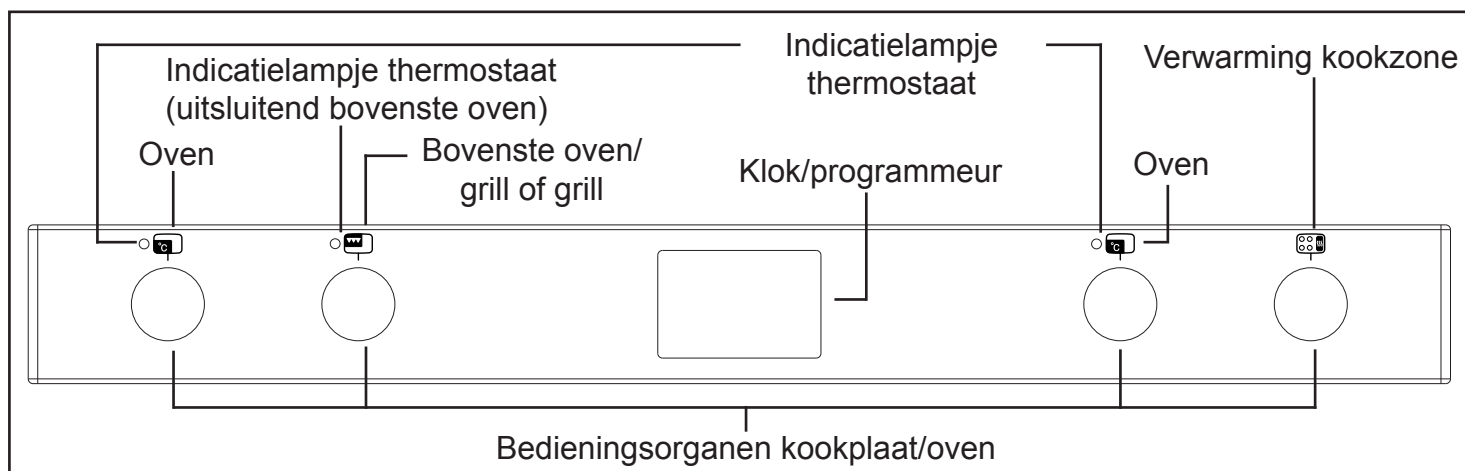 Indicatielampje
thermostaat
Verwarming kookzone
Indicatielampje thermostaat
(uitsluitend bovenste oven)
Oven
Bovenste oven/
grill of grill
Klok/programmeur
Oven
°C
°C
Bedieningsorganen kookplaat/oven